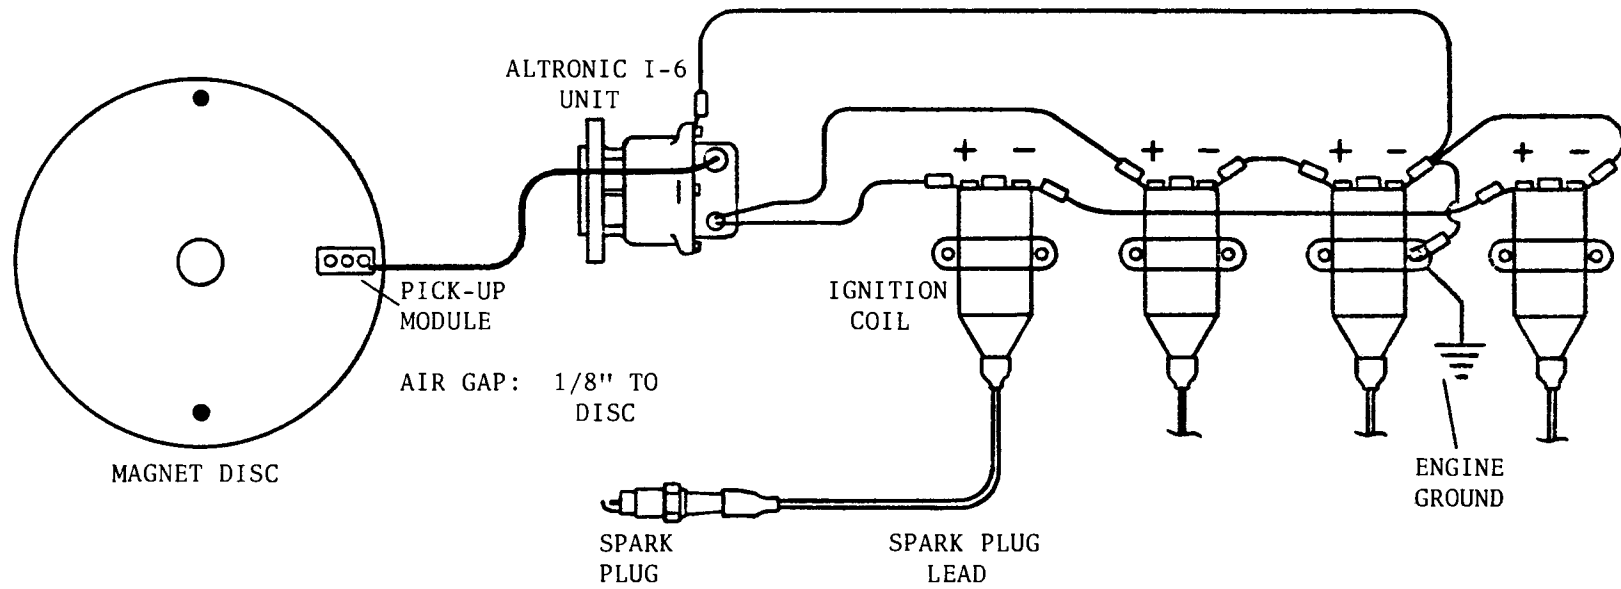 ALTRONIC I-6
UNIT
+ - + - + - + -
PICK-UP
MODULE
IGNITION
COIL
AIR GAP: 1/8" TO
DISC
MAGNET DISC
ENGINE
GROUND
SPARK
PLUG
SPARK PLUG
LEAD